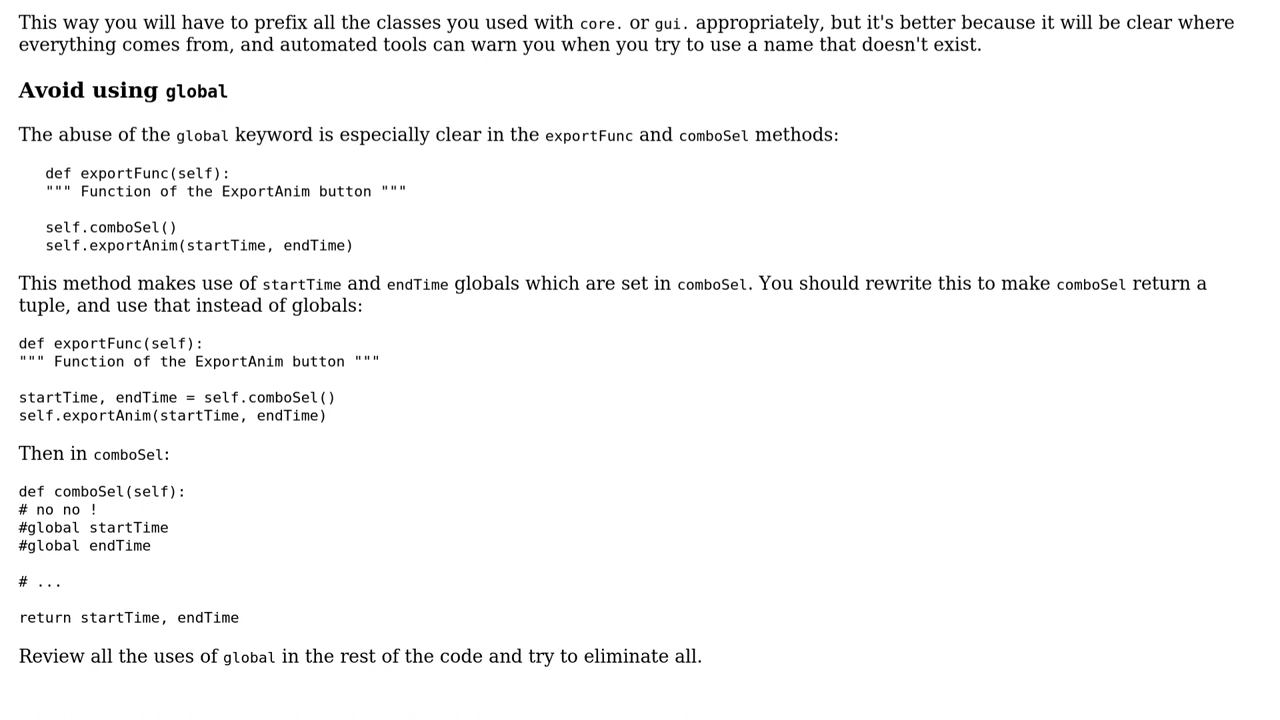 This way you will have to prefix all the classes you used with core. or gui. appropriately, but it's better because it will be clear where
everything comes from, and automated tools can warn you when you try to use a name that doesn't exist.
Avoid using global
The abuse of the global keyword is especially clear in the exportFunc and comboSel methods:
def exportFunc(self):
""" Function of the ExportAnim button """
self.comboSel()
self.exportAnim(startTime, endTime)
This method makes use of startTime and endTime globals which are set in comboSel. You should rewrite this to make comboSel return a
tuple, and use that instead of globals:
def exportFunc(self):
""" Function of the ExportAnim button """
startTime, endTime = self.comboSel()
self.exportAnim(startTime, endTime)
Then in comboSel:
def comboSel(self):
# no no !
#global startTime
#global endTime
# ...
return startTime, endTime
Review all the uses of global in the rest of the code and try to eliminate all.